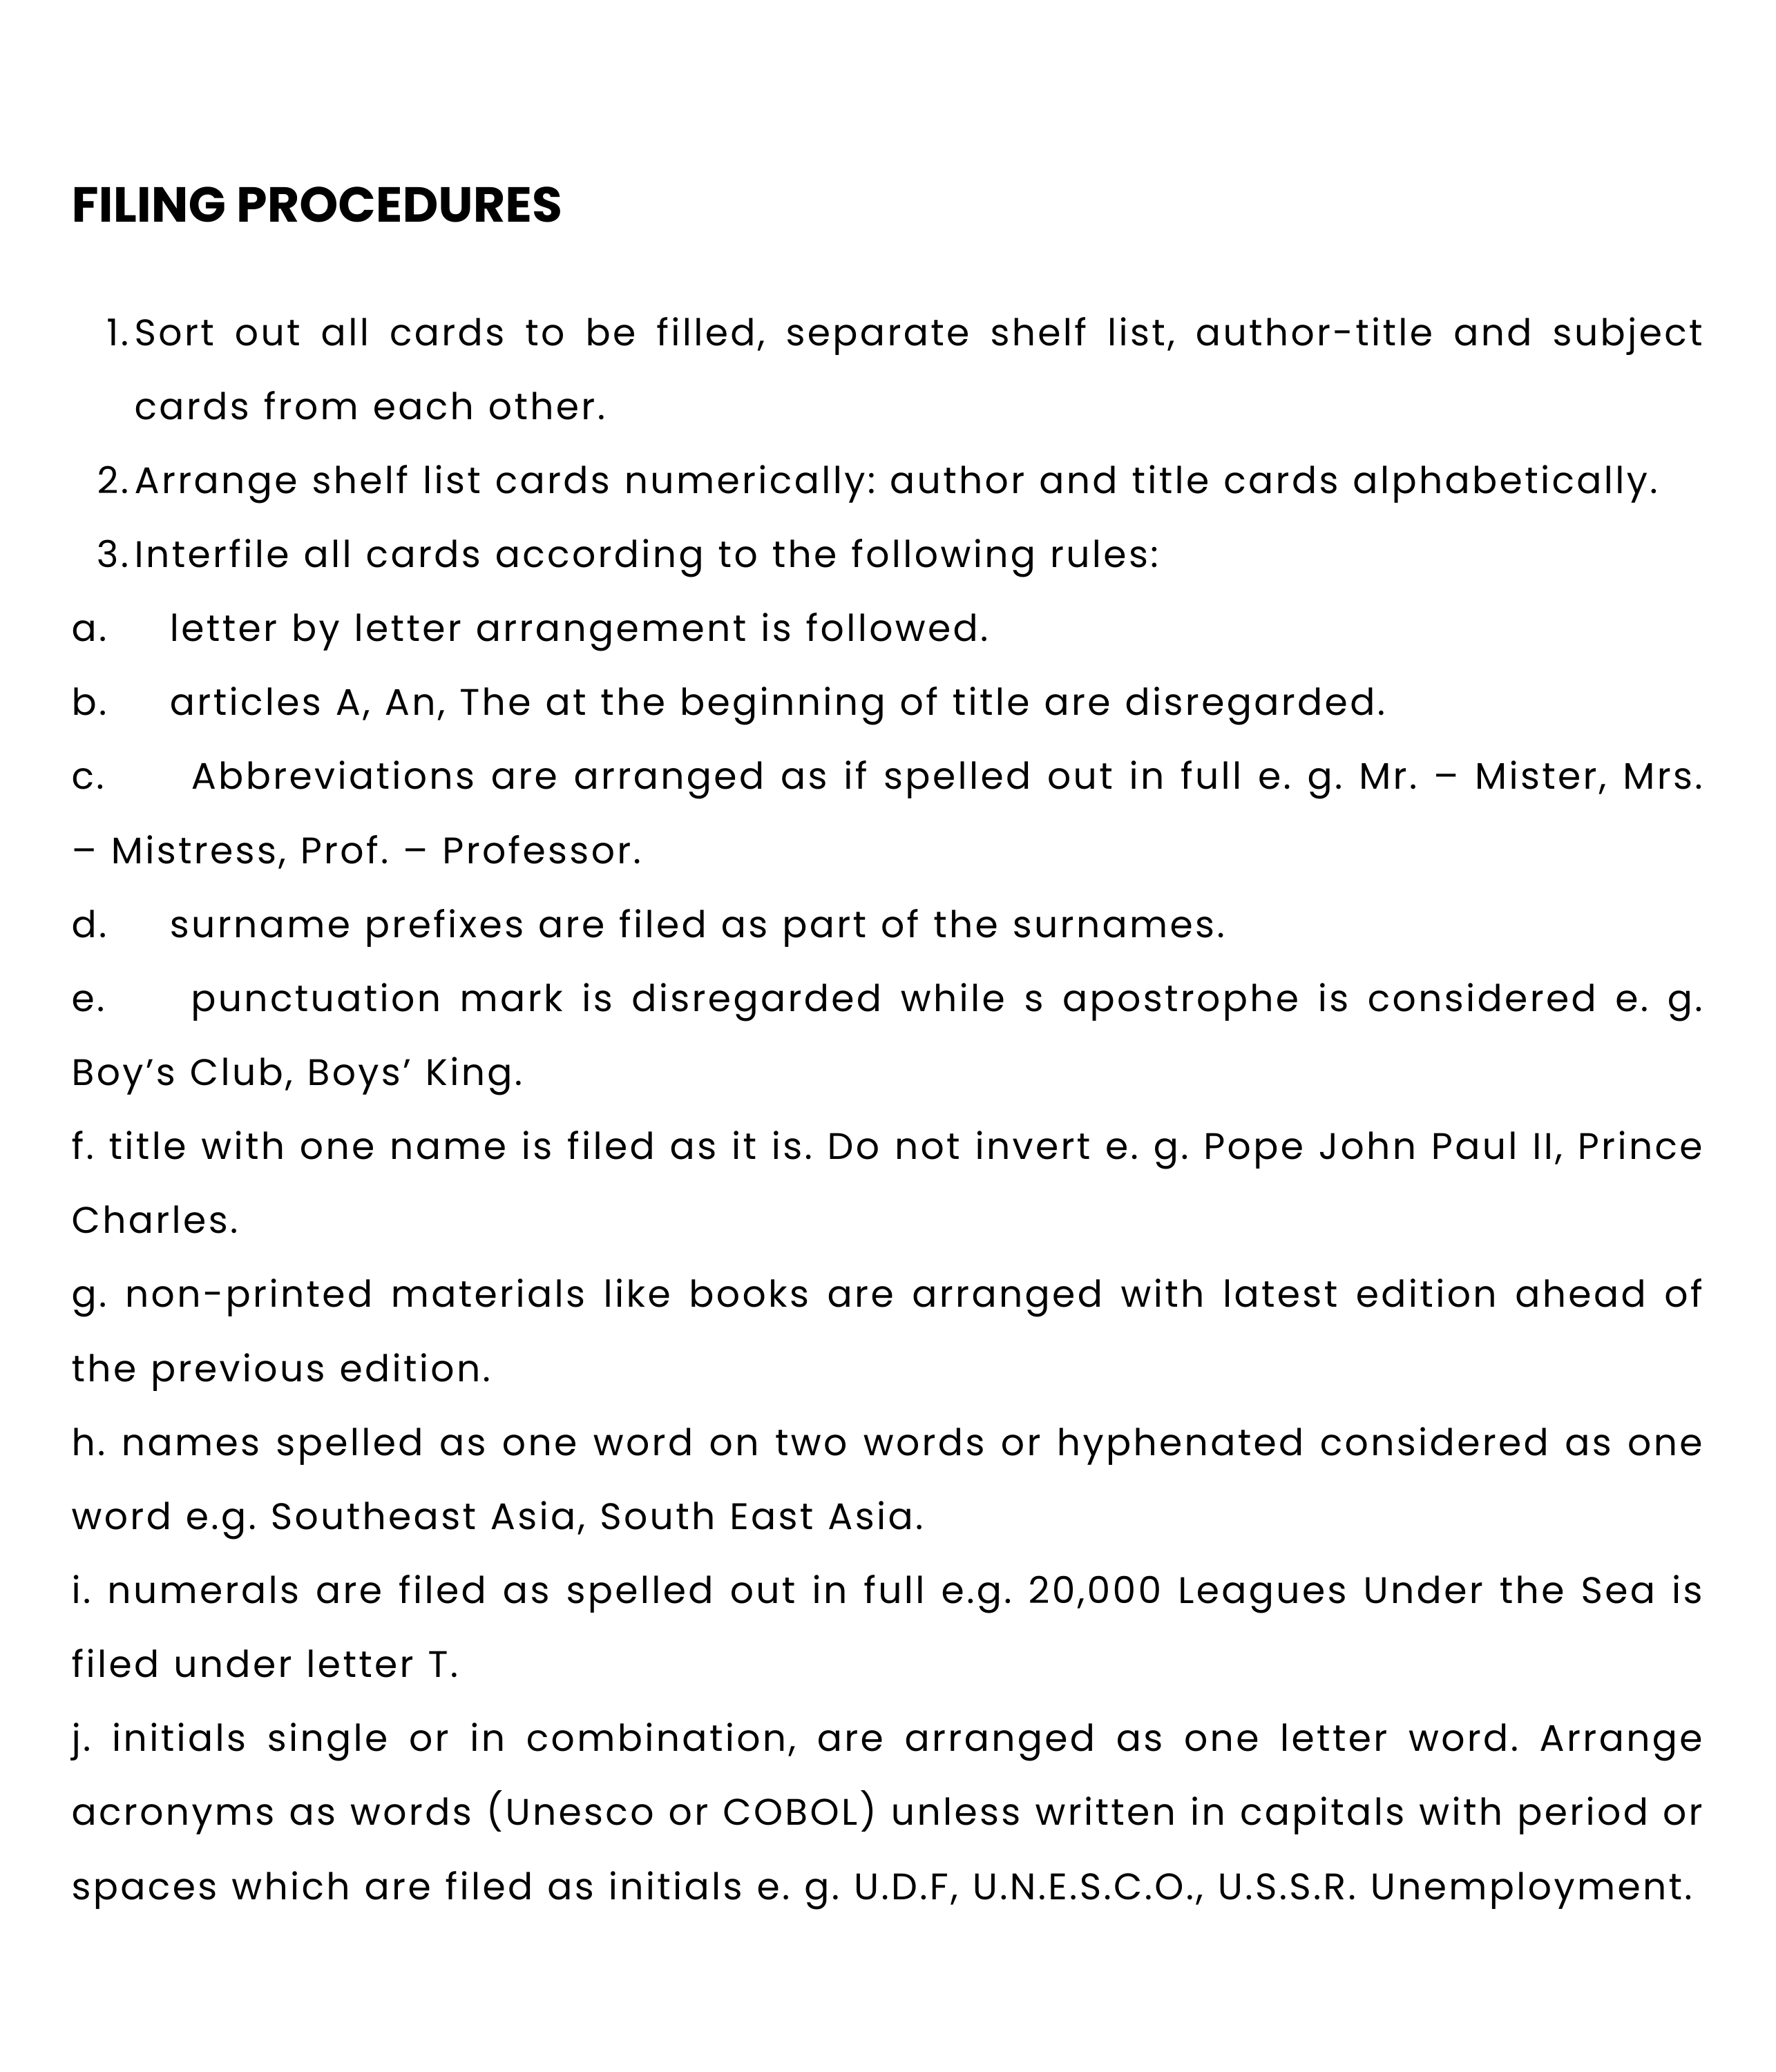 FILING PROCEDURES
1. Sort out all cards to be filled, separate shelf list, author-title and subject
cards from each other.
2. Arrange shelf list cards numerically: author and title cards alphabetically.
3. Interfile all cards according to the following rules:
a. letter by letter arrangement is followed.
b. articles A, An, The at the beginning of title are disregarded.
c. Abbreviations are arranged as if spelled out in full e. g. Mr. – Mister, Mrs.
– Mistress, Prof. – Professor.
d. surname prefixes are filed as part of the surnames.
e. punctuation mark is disregarded while s apostrophe is considered e. g.
Boy’s Club, Boys’ King.
f. title with one name is filed as it is. Do not invert e. g. Pope John Paul II, Prince
Charles.
g. non-printed materials like books are arranged with latest edition ahead of
the previous edition.
h. names spelled as one word on two words or hyphenated considered as one
word e.g. Southeast Asia, South East Asia.
i. numerals are filed as spelled out in full e.g. 20,000 Leagues Under the Sea is
filed under letter T.
j. initials single or in combination, are arranged as one letter word. Arrange
acronyms as words (Unesco or COBOL) unless written in capitals with period or
spaces which are filed as initials e. g. U.D.F, U.N.E.S.C.O., U.S.S.R. Unemployment.